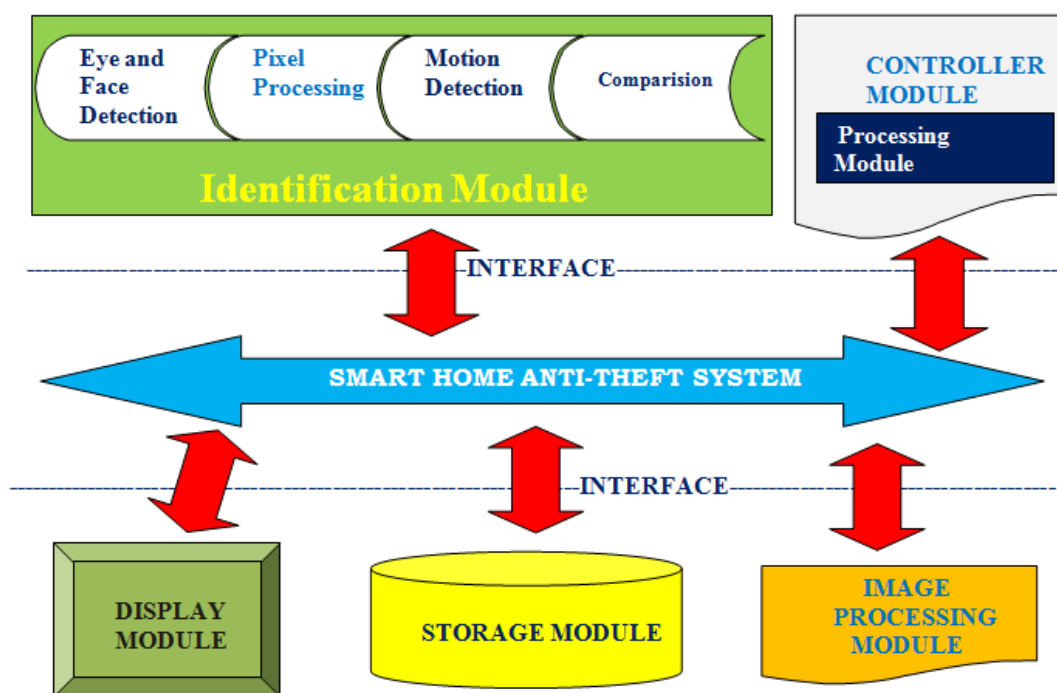 Eye and
Face
Detection
Pixel
Processing
Motion
Detection
Comparision
Identification Module
CONTROLLER
MODULE
Processing
Module
INTERFACE
SMART HOME ANTI-THEFT SYSTEM
INTERFACE
DISPLAY
MODULE
STORAGE MODULE
IMAGE
PROCESSING
MODULE